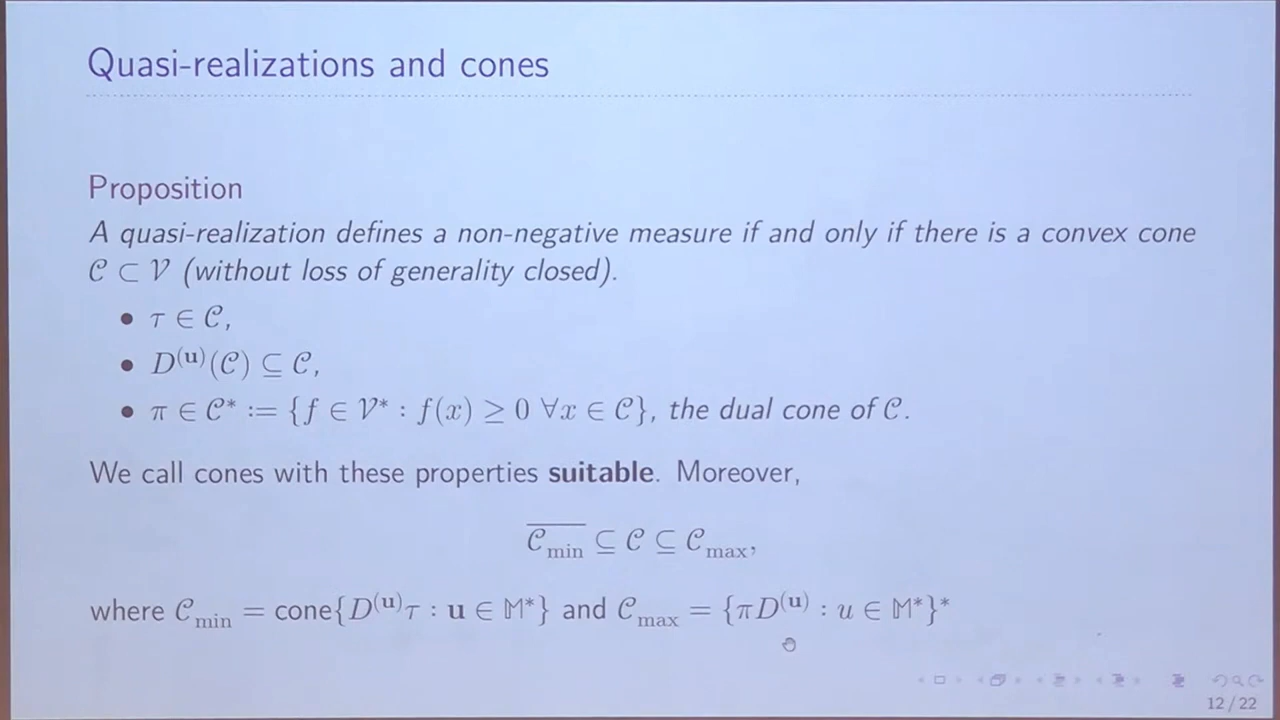 Quasi-realizations and cones
Proposition
A quasi-realization defines a non-negative measure if and only if there is a convex cone
𝒞 ⊂ 𝒱 (without loss of generality closed).
• τ ∈ 𝒞,
• D^(𝐮)(𝒞) ⊆ 𝒞,
• π ∈ 𝒞* := {f ∈ 𝒱* : f(x) ≥ 0 ∀x ∈ 𝒞}, the dual cone of 𝒞.
We call cones with these properties suitable. Moreover,
\overline{𝒞_min} ⊆ 𝒞 ⊆ 𝒞_max,
where 𝒞_min = cone{D^(𝐮)τ : 𝐮 ∈ 𝕄*} and 𝒞_max = {πD^(𝐮) : u ∈ 𝕄*}*
12 / 22